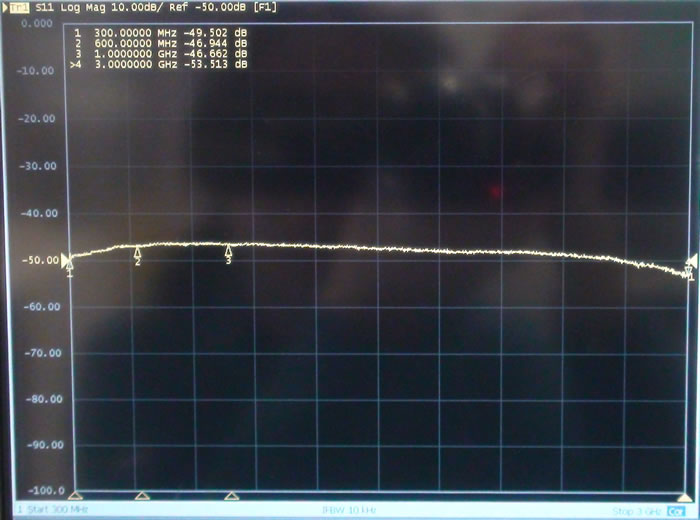 Tr1 S11 Log Mag 10.00dB/ Ref -50.00dB [F1]
0.000
1 300.00000 MHz -49.502 dB
2 600.00000 MHz -46.944 dB
3 1.0000000 GHz -46.662 dB
>4 3.0000000 GHz -53.513 dB
-10.00
-20.00
-30.00
-40.00
-50.00
1
2
3
1
-60.00
-70.00
-80.00
-90.00
-100.0
1 Start 300 MHz
IFBW 10 kHz
Stop 3 GHz Cor